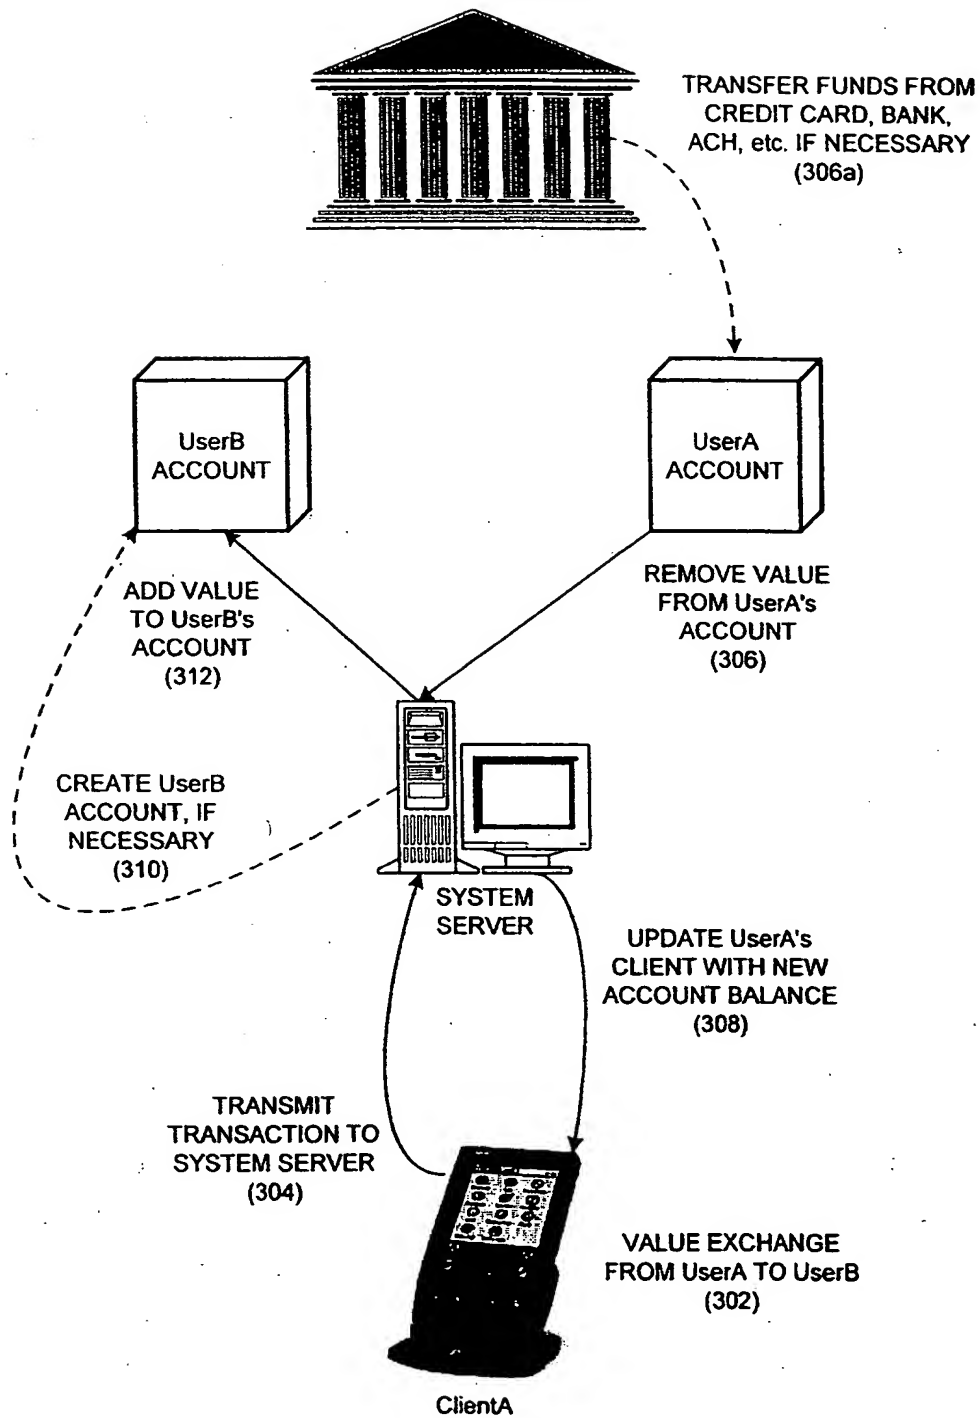 TRANSFER FUNDS FROM
CREDIT CARD, BANK,
ACH, etc. IF NECESSARY
(306a)
UserB
ACCOUNT
UserA
ACCOUNT
ADD VALUE
TO UserB's
ACCOUNT
(312)
REMOVE VALUE
FROM UserA's
ACCOUNT
(306)
CREATE UserB
ACCOUNT, IF
NECESSARY
(310)
SYSTEM
SERVER
UPDATE UserA's
CLIENT WITH NEW
ACCOUNT BALANCE
(308)
TRANSMIT
TRANSACTION TO
SYSTEM SERVER
(304)
VALUE EXCHANGE
FROM UserA TO UserB
(302)
ClientA